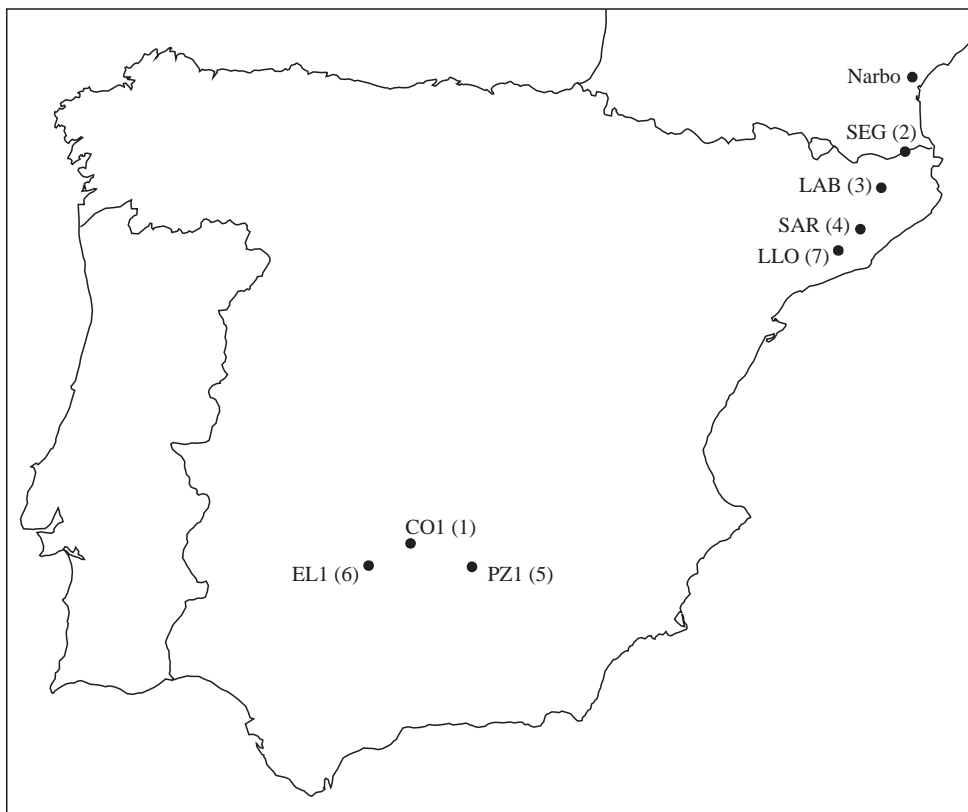 Narbo
SEG (2)
LAB (3)
SAR (4)
LLO (7)
CO1 (1)
EL1 (6)
PZ1 (5)